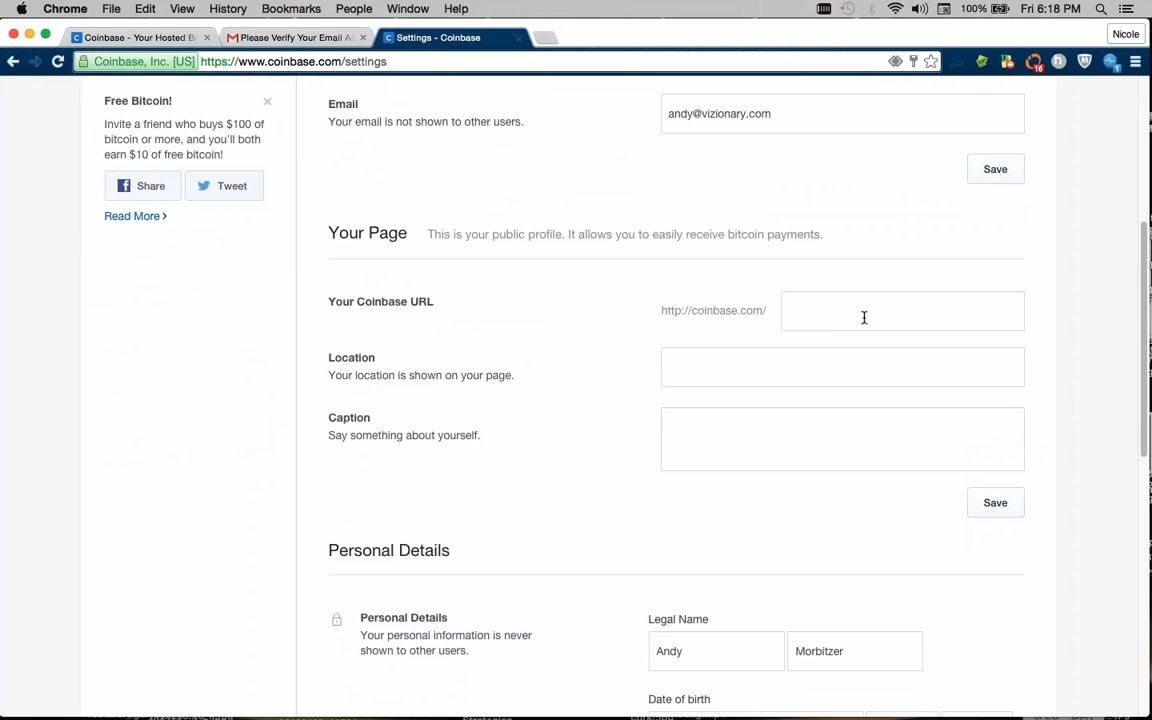 Chrome File Edit View History Bookmarks People Window Help 100% Fri 6:18 PM
Coinbase - Your Hosted Bi Please Verify Your Email Ad Settings - Coinbase Nicole
Coinbase, Inc. [US] https://www.coinbase.com/settings 16 h M 1
Free Bitcoin!
Invite a friend who buys $100 of
bitcoin or more, and you'll both
earn $10 of free bitcoin!
Share Tweet
Read More ›
Email
Your email is not shown to other users.
andy@vizionary.com
Save
Your Page This is your public profile. It allows you to easily receive bitcoin payments.
Your Coinbase URL http://coinbase.com/
Location
Your location is shown on your page.
Caption
Say something about yourself.
Save
Personal Details
Personal Details
Your personal information is never
shown to other users.
Legal Name
Andy Morbitzer
Date of birth